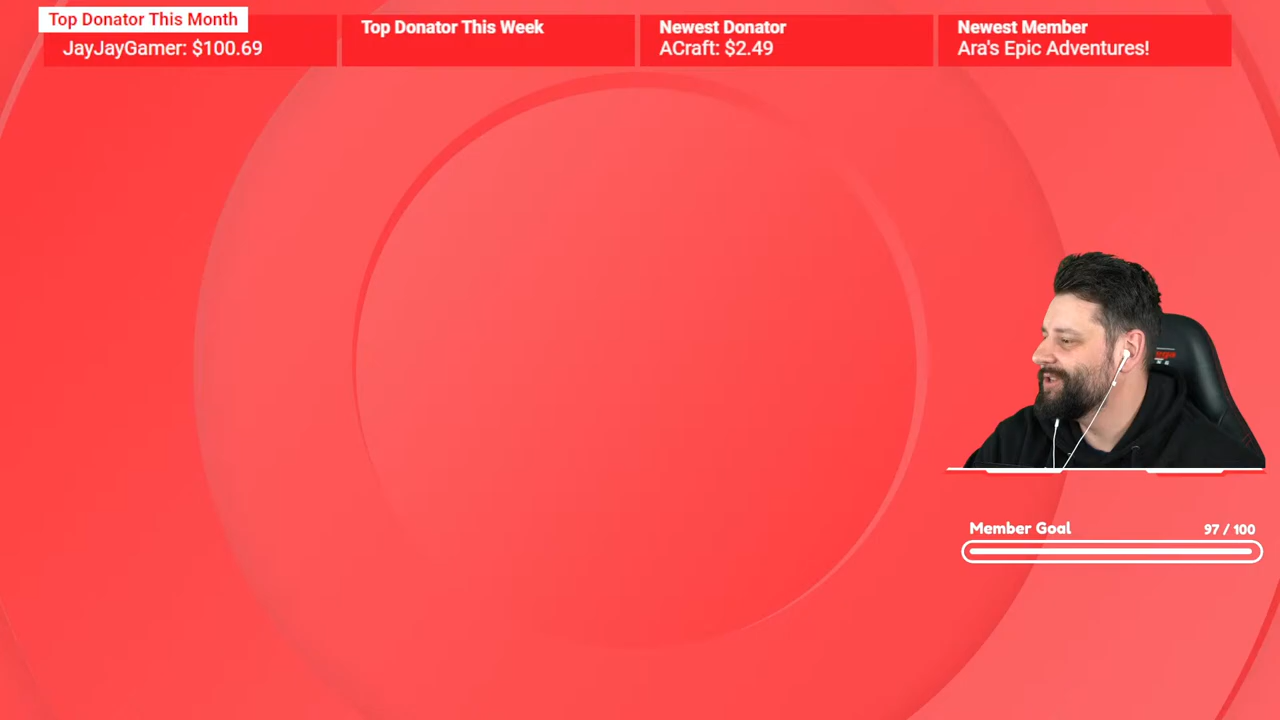 Top Donator This Month
JayJayGamer: $100.69
Top Donator This Week
Newest Donator
ACraft: $2.49
Newest Member
Ara's Epic Adventures!
Member Goal
97 / 100